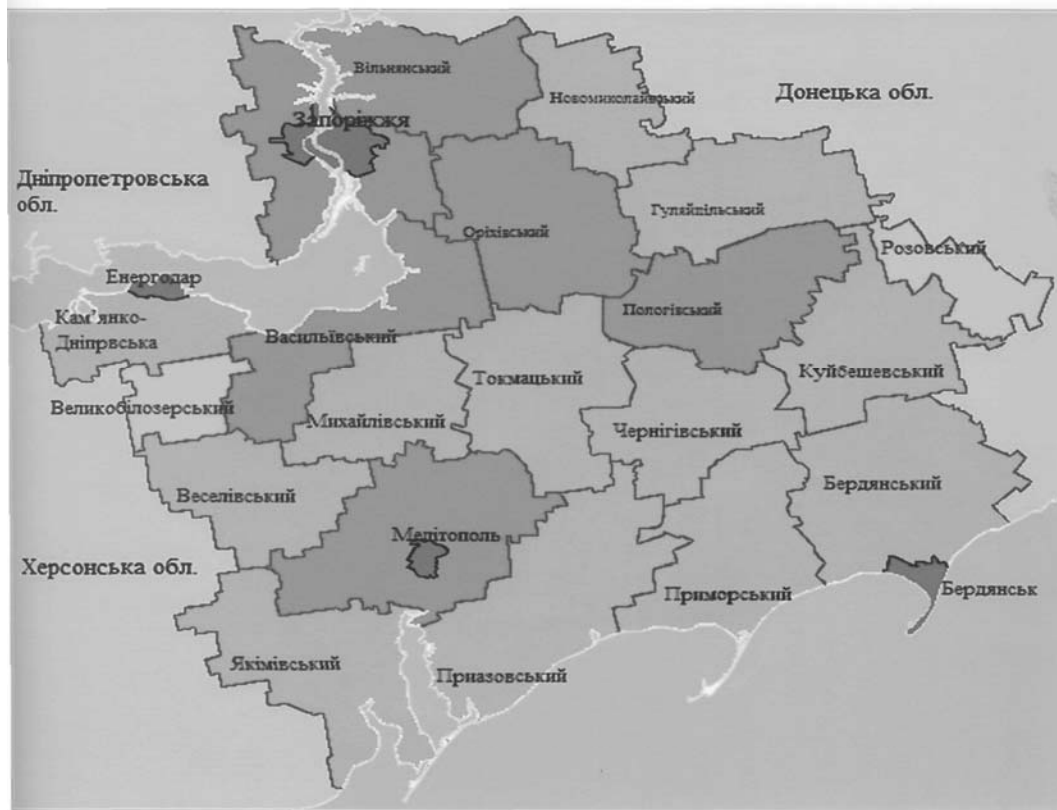 Вільнянський
Новомиколаївський
Донецька обл.
Запоріжжя
Дніпропетровська
обл.
Гуляйпільський
Оріхівський
Розовський
Енергодар
Кам’янко-
Дніпрвська
Пологівський
Василівський
Куйбешевський
Токмацький
Великобілозерський
Михайлівський
Чернігівський
Бердянський
Веселівський
Мелітополь
Херсонська обл.
Приморський
Бердянськ
Якімівський
Приазовський